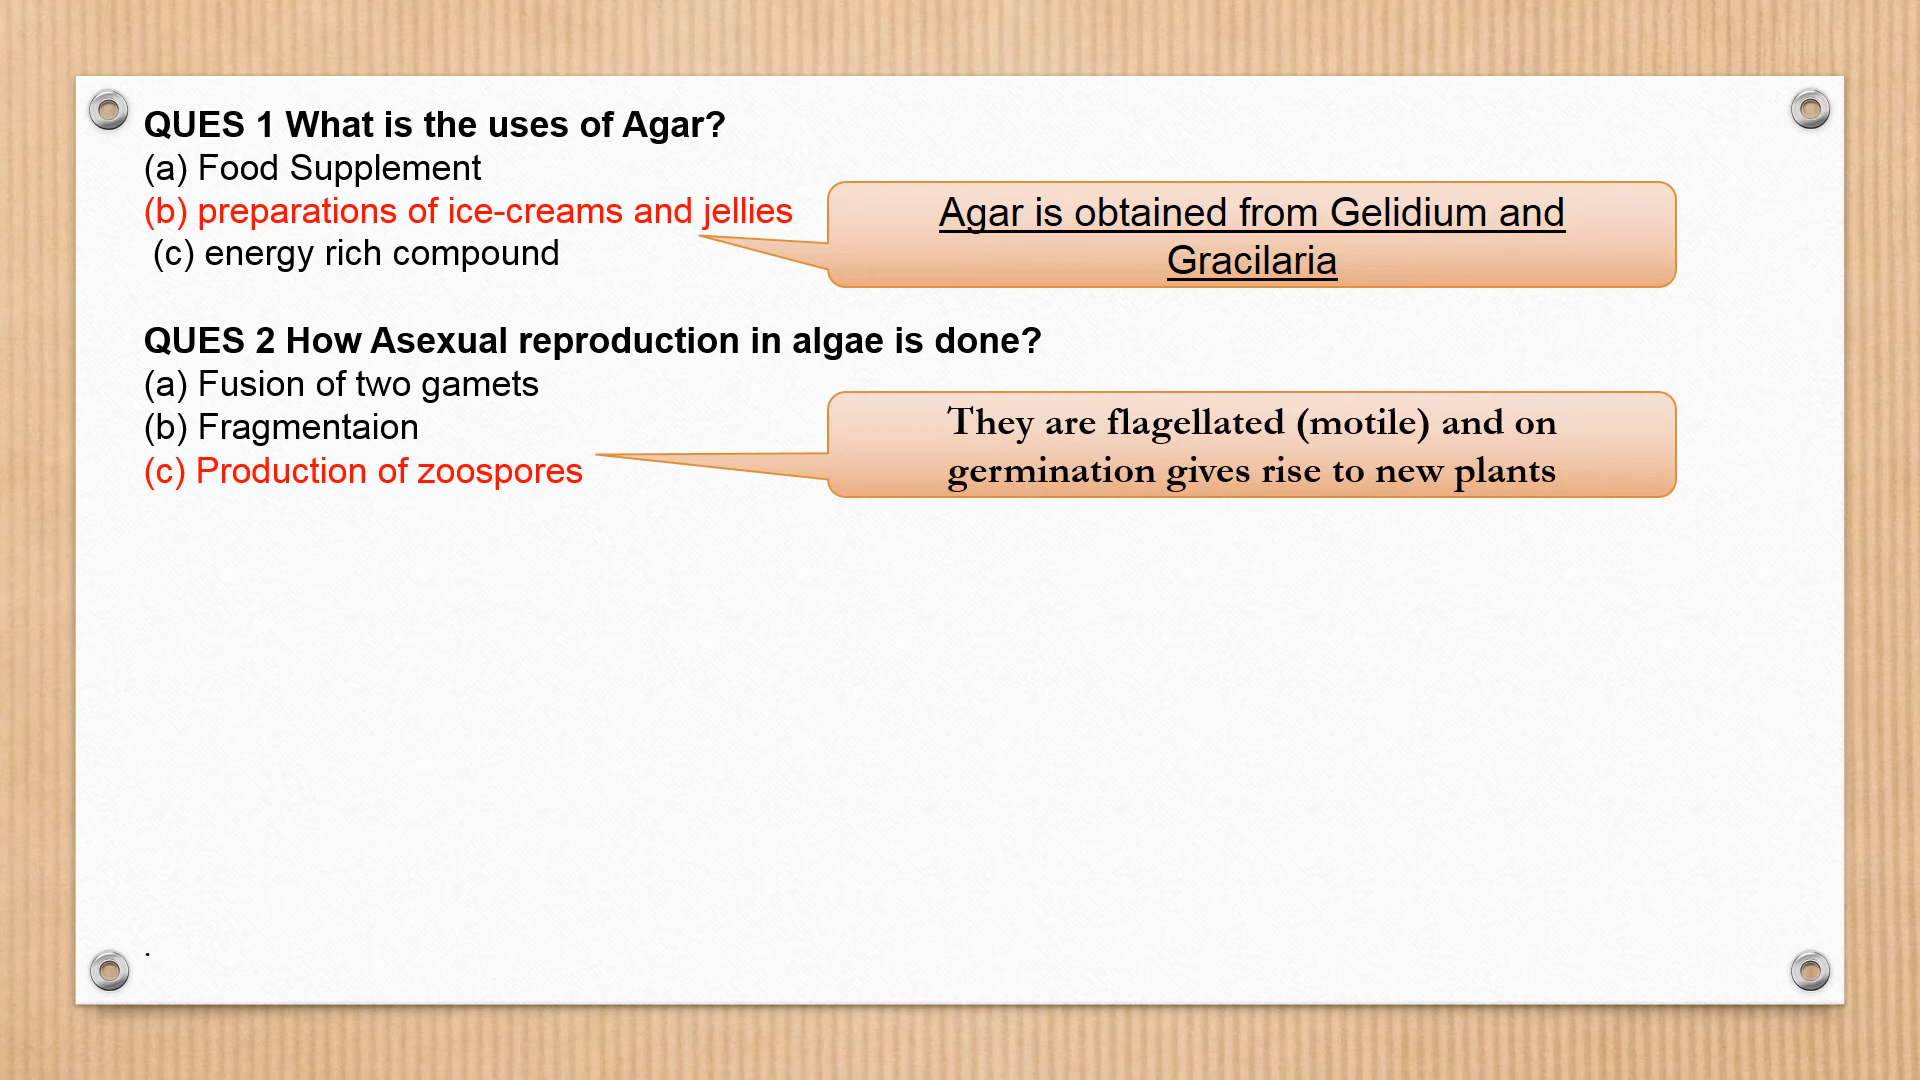 QUES 1 What is the uses of Agar?
(a) Food Supplement
(b) preparations of ice-creams and jellies
(c) energy rich compound
Agar is obtained from Gelidium and
Gracilaria
QUES 2 How Asexual reproduction in algae is done?
(a) Fusion of two gamets
(b) Fragmentaion
(c) Production of zoospores
They are flagellated (motile) and on
germination gives rise to new plants
.